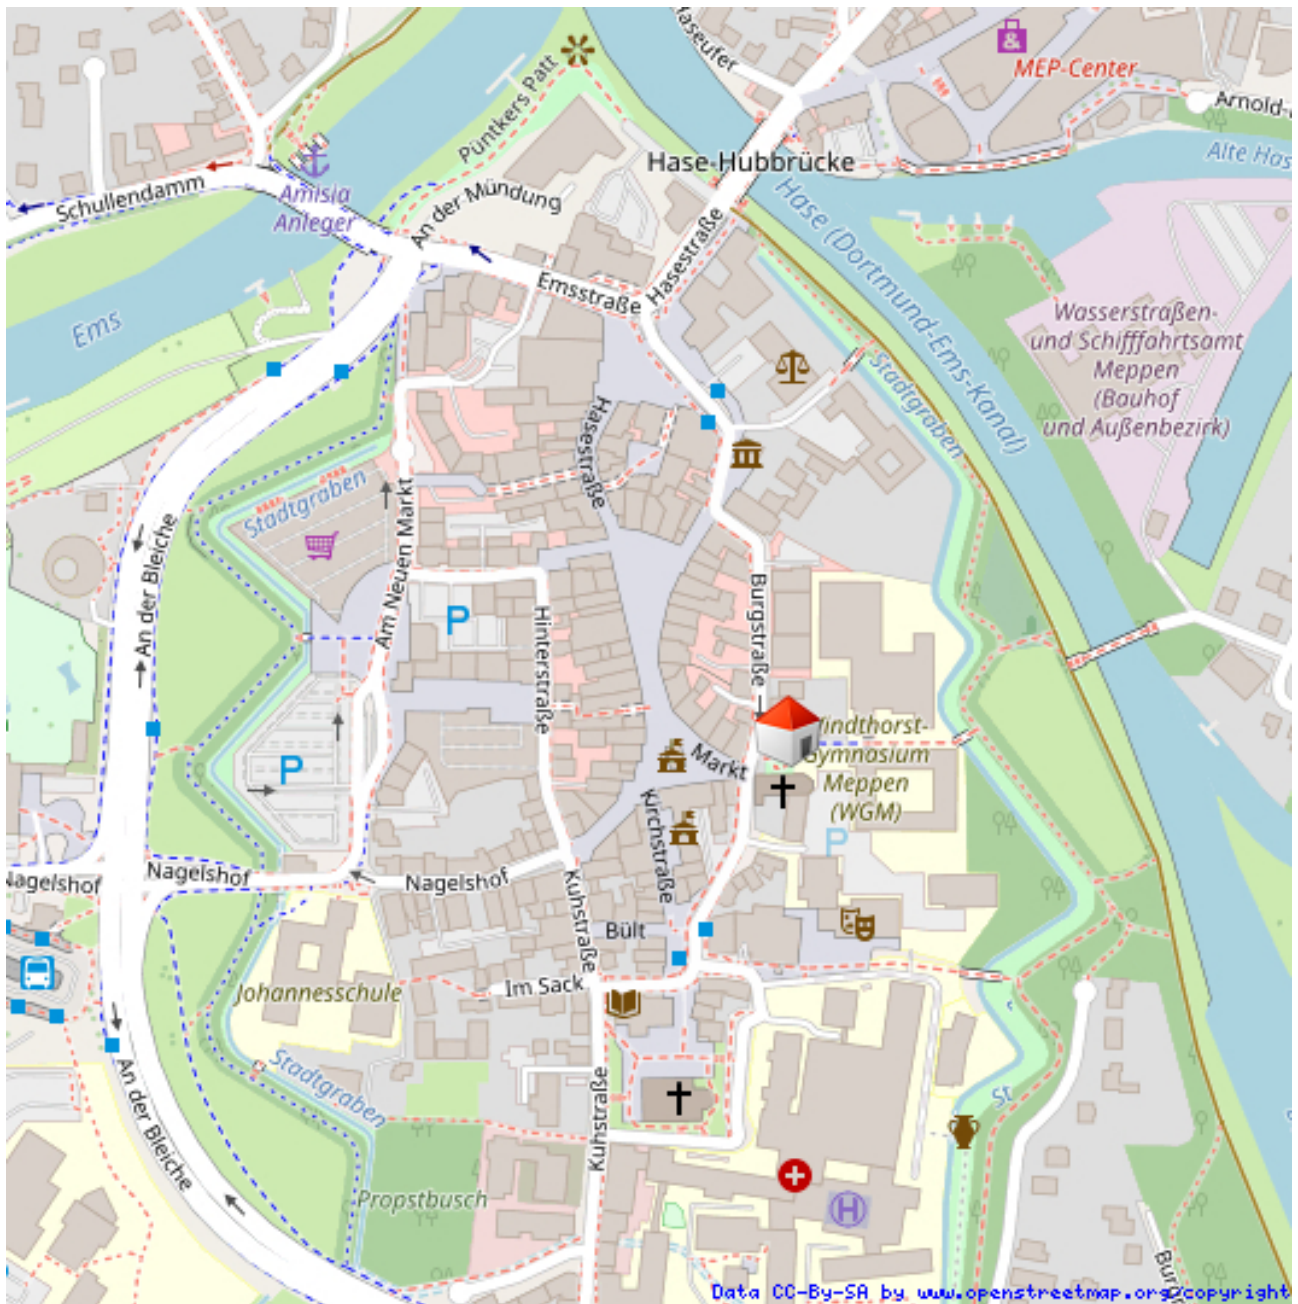 Haseufer
&
MEP-Center
Arnold-
Püntkers Patt
Hase-Hubbrücke
Alte Has
Schullendamm
Amisia
Anleger
An der Mündung
Hase (Dortmund-Ems-Kanal)
Hasestraße
Emsstraße
Ems
Wasserstraßen-
und Schifffahrtsamt
Meppen
(Bauhof
und Außenbezirk)
Stadtgraben
Hasestraße
Stadtgraben
An der Bleiche
Am Neuen Markt
P
Hinterstraße
Burgstraße
Windthorst-
Gymnasium
Meppen
(WGM)
Markt
P
Kirchstraße
P
Nagelshof
Nagelshof
Nagelshof
Kuhstraße
Bült
Im Sack
Johannesschule
Stadtgraben
St
An der Bleiche
Kuhstraße
Propstbusch
H
Data CC-By-SA by www.openstreetmap.org/copyright